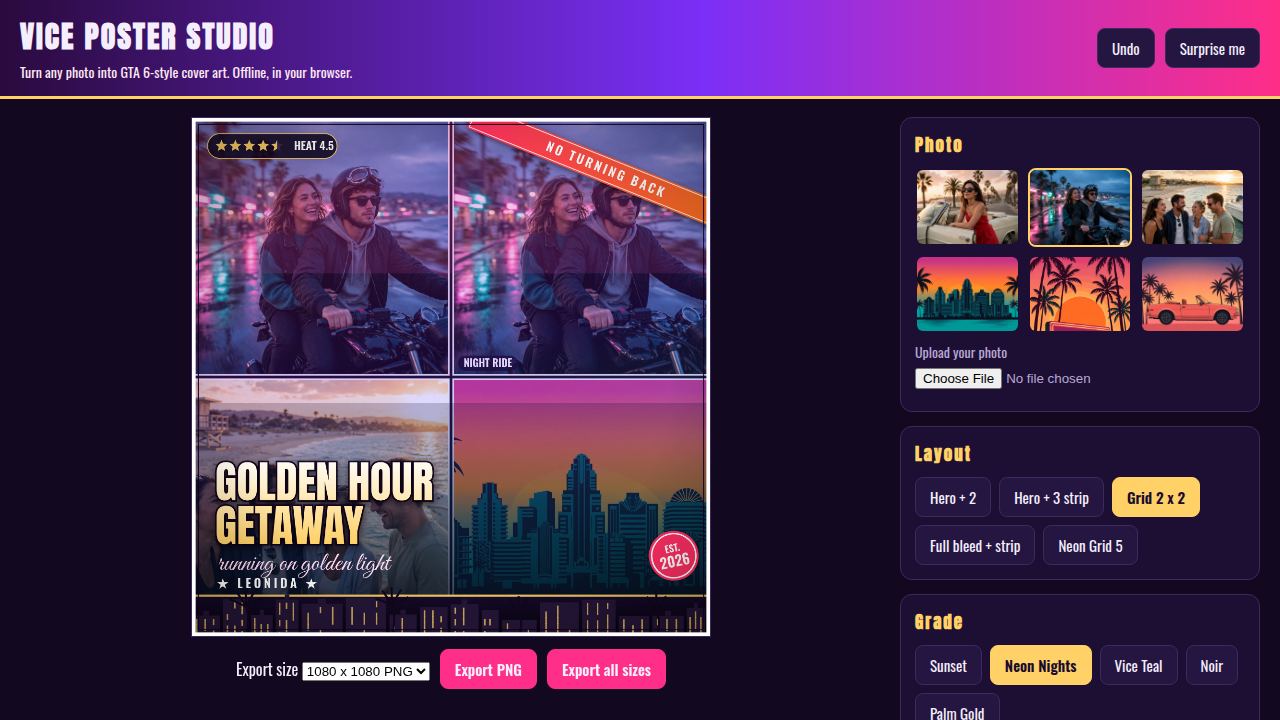 VICE POSTER STUDIO
Turn any photo into GTA 6-style cover art. Offline, in your browser.
Undo
Surprise me
HEAT 4.5
NO TURNING BACK
NIGHT RIDE
GOLDEN HOUR
GETAWAY
running on golden light
★ LEONIDA ★
EST.
2026
Export size
1080 x 1080 PNG
Export PNG
Export all sizes
Photo
Upload your photo
Choose File No file chosen
Layout
Hero + 2
Hero + 3 strip
Grid 2 x 2
Full bleed + strip
Neon Grid 5
Grade
Sunset
Neon Nights
Vice Teal
Noir
Palm Gold